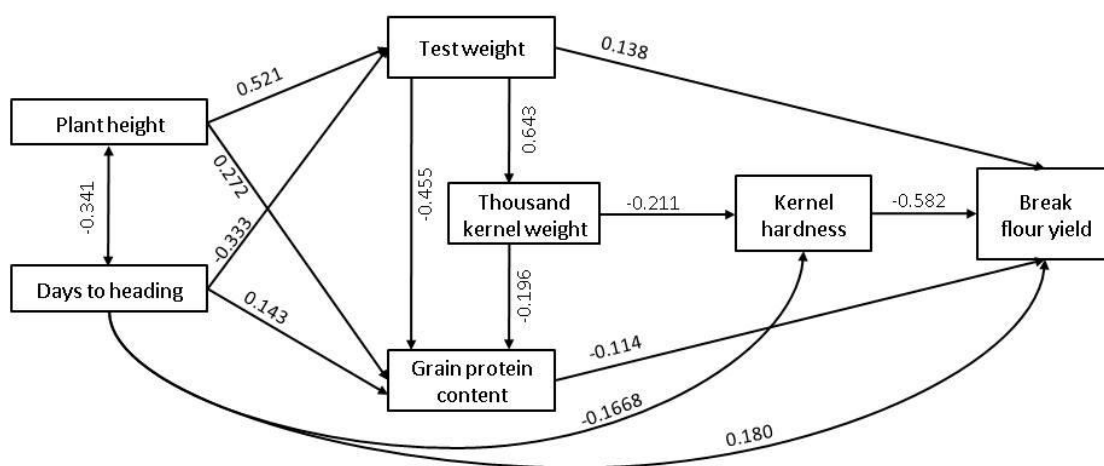 Test weight
0.138
0.521
Plant height
0.272
0.643
-0.341
-0.455
Thousand
kernel weight
-0.211
Kernel
hardness
-0.582
Break
flour yield
-0.333
Days to heading
0.143
-0.196
Grain protein
content
-0.114
-0.1668
0.180